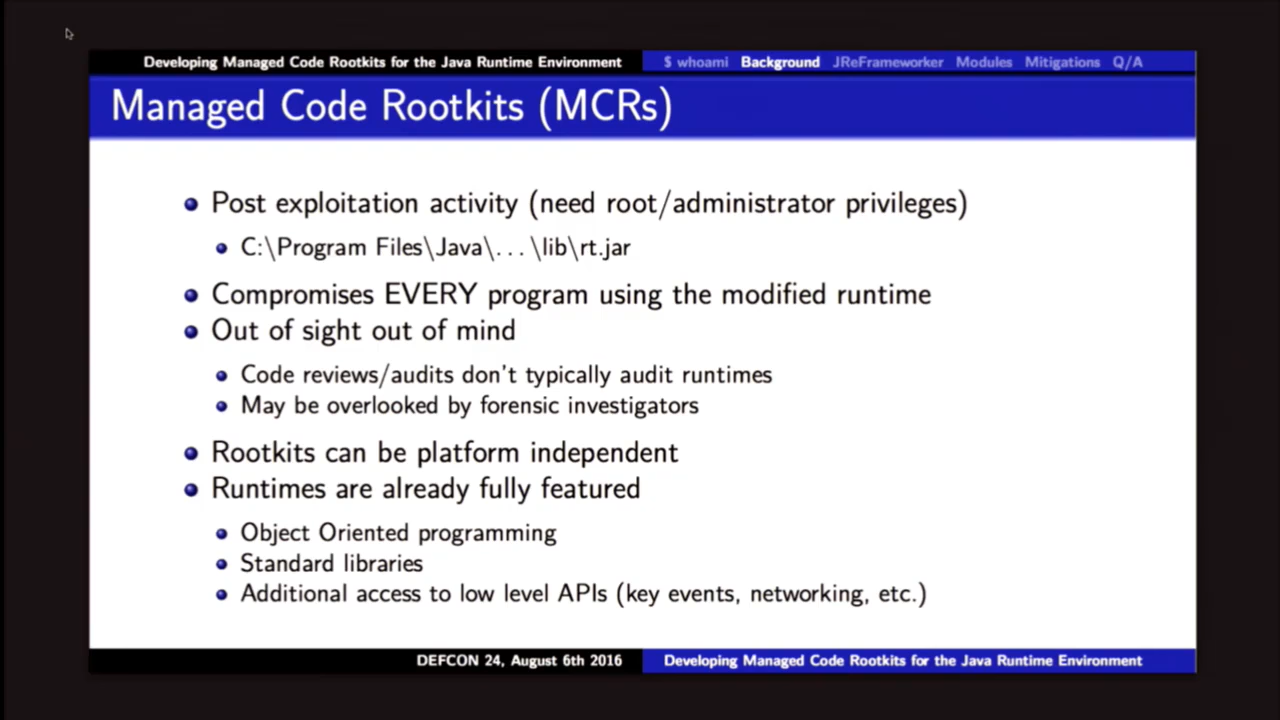 Developing Managed Code Rootkits for the Java Runtime Environment
$ whoami Background JReFrameworker Modules Mitigations Q/A
Managed Code Rootkits (MCRs)
Post exploitation activity (need root/administrator privileges)
C:\Program Files\Java\...\lib\rt.jar
Compromises EVERY program using the modified runtime
Out of sight out of mind
Code reviews/audits don't typically audit runtimes
May be overlooked by forensic investigators
Rootkits can be platform independent
Runtimes are already fully featured
Object Oriented programming
Standard libraries
Additional access to low level APIs (key events, networking, etc.)
DEFCON 24, August 6th 2016
Developing Managed Code Rootkits for the Java Runtime Environment